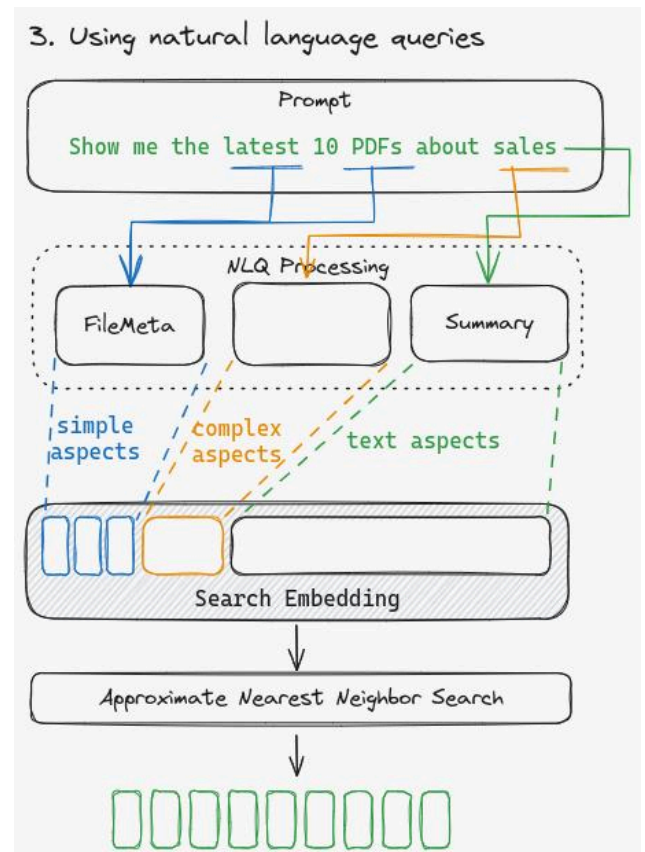 3. Using natural language queries
Prompt
Show me the latest 10 PDFs about sales
NLQ Processing
FileMeta
Summary
simple
aspects
complex
aspects
text aspects
Search Embedding
Approximate Nearest Neighbor Search